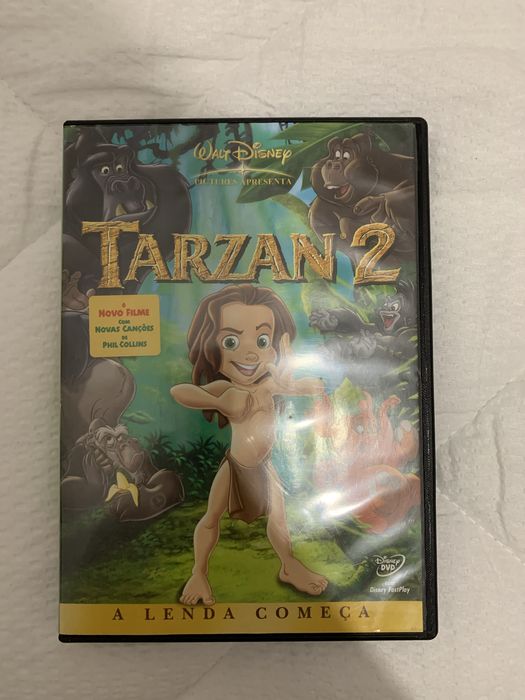 WALT DISNEY
PICTURES APRESENTA
TARZAN 2
O
NOVO FILME
COM
NOVAS CANÇÕES
DE
PHIL COLLINS
Disney
DVD
Disney FastPlay
A LENDA COMEÇA